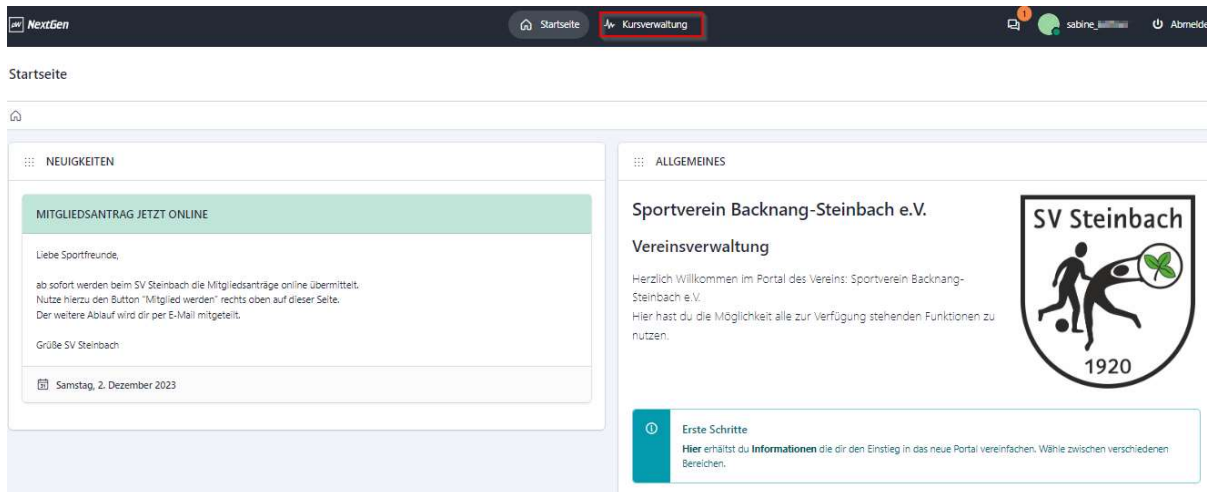 aw NextGen
Startseite
Kursverwaltung
1
sabine_
Abmelde
Startseite
NEUIGKEITEN
MITGLIEDSANTRAG JETZT ONLINE
Liebe Sportfreunde,
ab sofort werden beim SV Steinbach die Mitgliedsanträge online übermittelt.
Nutze hierzu den Button "Mitglied werden" rechts oben auf dieser Seite.
Der weitere Ablauf wird dir per E-Mail mitgeteilt.
Grüße SV Steinbach
Samstag, 2. Dezember 2023
ALLGEMEINES
Sportverein Backnang-Steinbach e.V.
Vereinsverwaltung
Herzlich Willkommen im Portal des Vereins: Sportverein Backnang-
Steinbach e.V.
Hier hast du die Möglichkeit alle zur Verfügung stehenden Funktionen zu
nutzen.
SV Steinbach
1920
Erste Schritte
Hier erhältst du Informationen die dir den Einstieg in das neue Portal vereinfachen. Wähle zwischen verschiedenen
Bereichen.